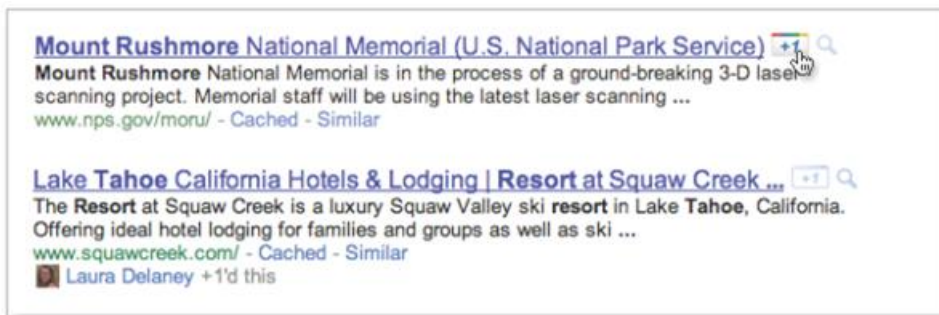 Mount Rushmore National Memorial (U.S. National Park Service) +1
Mount Rushmore National Memorial is in the process of a ground-breaking 3-D laser
scanning project. Memorial staff will be using the latest laser scanning ...
www.nps.gov/moru/ - Cached - Similar
Lake Tahoe California Hotels & Lodging | Resort at Squaw Creek ... +1
The Resort at Squaw Creek is a luxury Squaw Valley ski resort in Lake Tahoe, California.
Offering ideal hotel lodging for families and groups as well as ski ...
www.squawcreek.com/ - Cached - Similar
Laura Delaney +1'd this